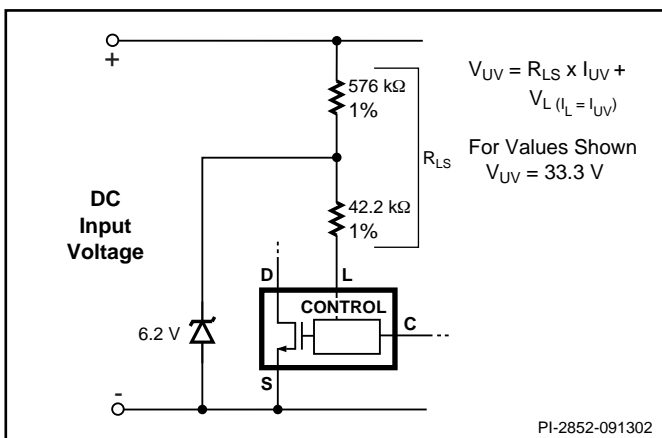 +
576 kΩ
1%
R_LS
V_UV = R_LS x I_UV +
V_L (I_L = I_UV)
For Values Shown
V_UV = 33.3 V
DC
Input
Voltage
42.2 kΩ
1%
D
L
CONTROL
C
6.2 V
S
-
PI-2852-091302